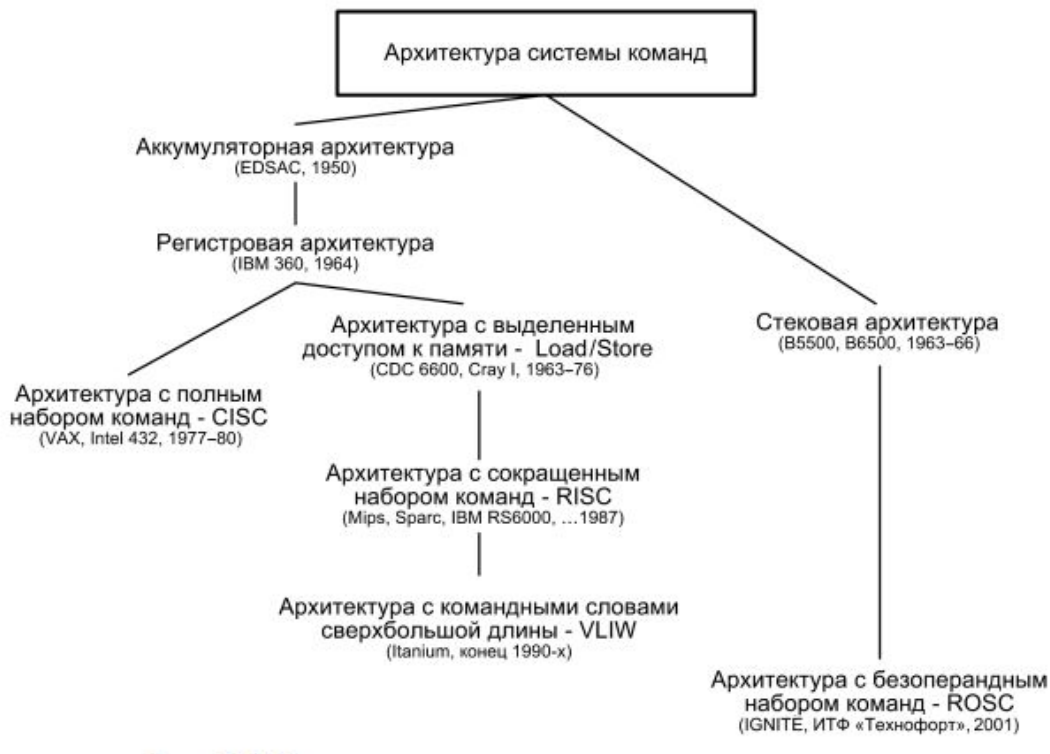 Архитектура системы команд
Аккумуляторная архитектура
(EDSAC, 1950)
Регистровая архитектура
(IBM 360, 1964)
Архитектура с выделенным
доступом к памяти - Load/Store
(CDC 6600, Cray I, 1963–76)
Стековая архитектура
(B5500, B6500, 1963–66)
Архитектура с полным
набором команд - CISC
(VAX, Intel 432, 1977–80)
Архитектура с сокращенным
набором команд - RISC
(Mips, Sparc, IBM RS6000, ...1987)
Архитектура с командными словами
сверхбольшой длины - VLIW
(Itanium, конец 1990-х)
Архитектура с безоперандным
набором команд - ROSC
(IGNITE, ИТФ «Технофорт», 2001)